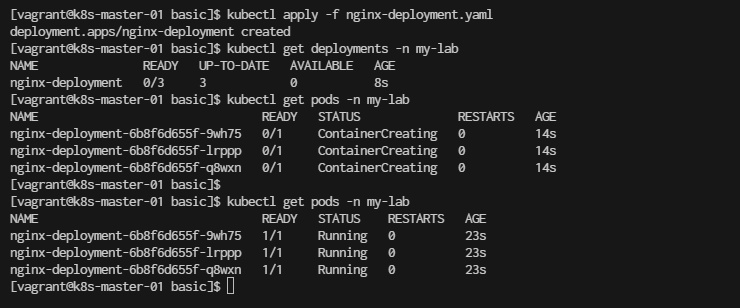 [vagrant@k8s-master-01 basic]$ kubectl apply -f nginx-deployment.yaml
deployment.apps/nginx-deployment created
[vagrant@k8s-master-01 basic]$ kubectl get deployments -n my-lab
NAME               READY   UP-TO-DATE   AVAILABLE   AGE
nginx-deployment   0/3     3            0           8s
[vagrant@k8s-master-01 basic]$ kubectl get pods -n my-lab
NAME                                READY   STATUS              RESTARTS   AGE
nginx-deployment-6b8f6d655f-9wh75   0/1     ContainerCreating   0          14s
nginx-deployment-6b8f6d655f-lrppp   0/1     ContainerCreating   0          14s
nginx-deployment-6b8f6d655f-q8wxn   0/1     ContainerCreating   0          14s
[vagrant@k8s-master-01 basic]$
[vagrant@k8s-master-01 basic]$ kubectl get pods -n my-lab
NAME                                READY   STATUS    RESTARTS   AGE
nginx-deployment-6b8f6d655f-9wh75   1/1     Running   0          23s
nginx-deployment-6b8f6d655f-lrppp   1/1     Running   0          23s
nginx-deployment-6b8f6d655f-q8wxn   1/1     Running   0          23s
[vagrant@k8s-master-01 basic]$